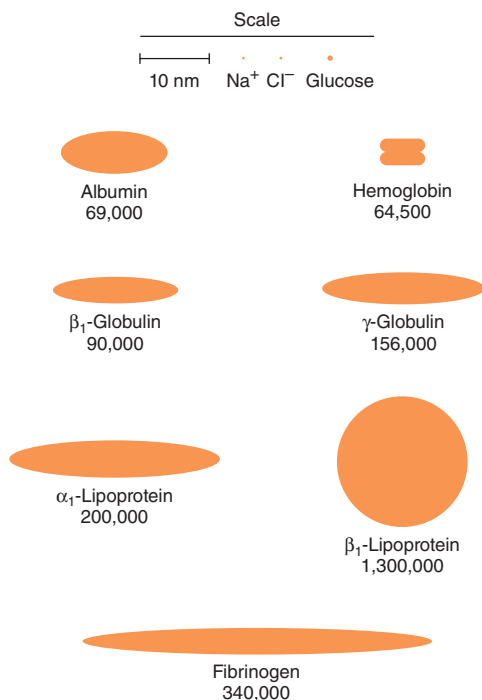 Scale
10 nm Na⁺ Cl⁻ Glucose
Albumin
69,000
Hemoglobin
64,500
β₁-Globulin
90,000
γ-Globulin
156,000
α₁-Lipoprotein
200,000
β₁-Lipoprotein
1,300,000
Fibrinogen
340,000